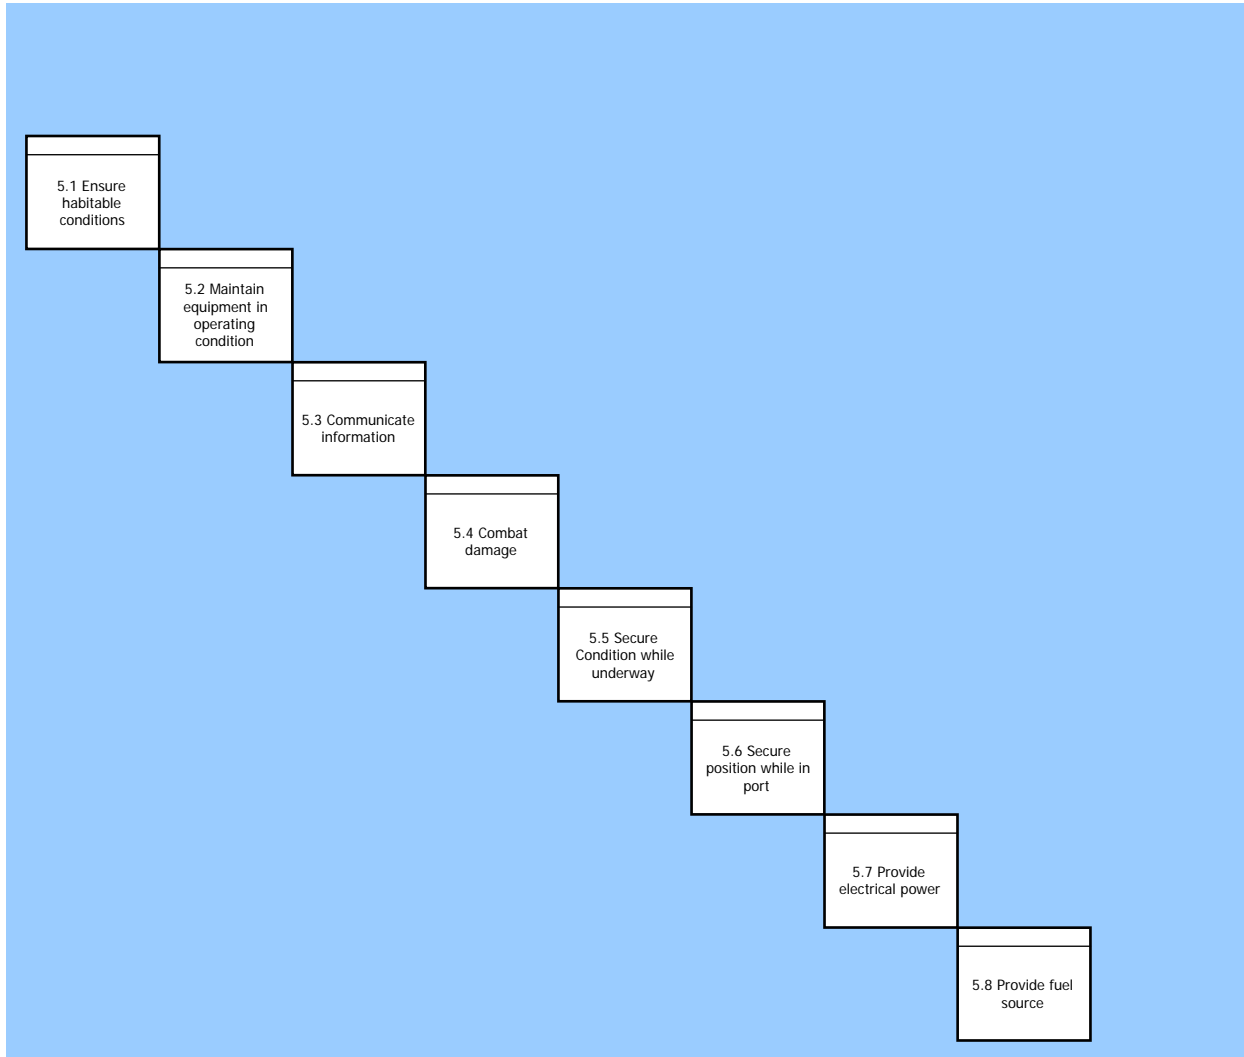 5.1 Ensure
habitable
conditions
5.2 Maintain
equipment in
operating
condition
5.3 Communicate
information
5.4 Combat
damage
5.5 Secure
Condition while
underway
5.6 Secure
position while in
port
5.7 Provide
electrical power
5.8 Provide fuel
source